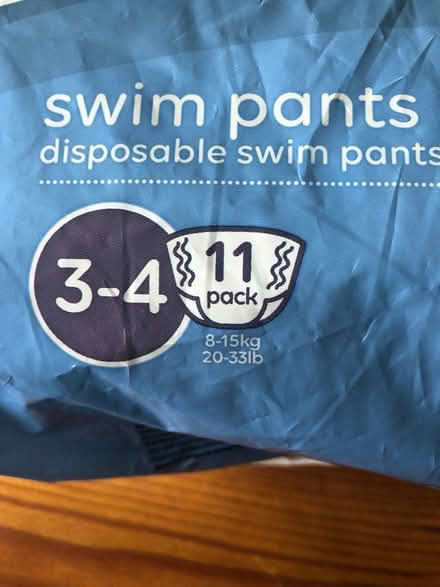 swim pants
disposable swim pants
3-4
11
pack
8-15kg
20-33lb